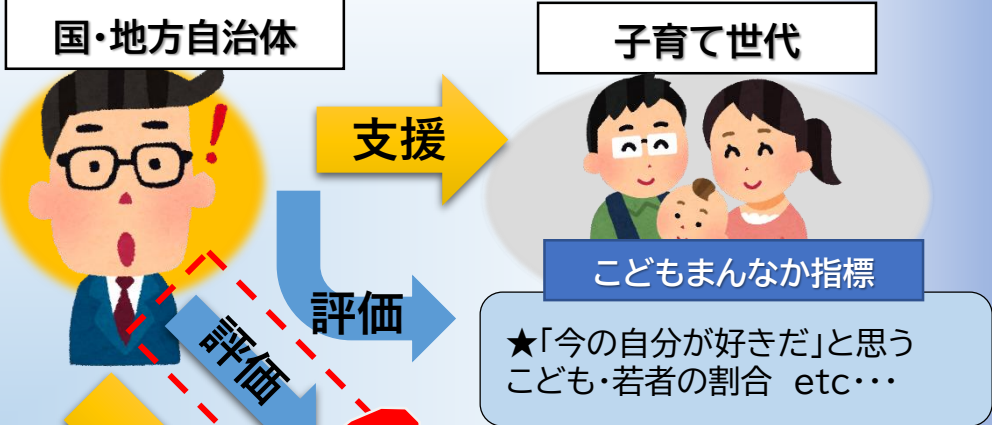 国・地方自治体
子育て世代
!
支援
評価
評価
こどもまんなか指標
★「今の自分が好きだ」と思う
こども・若者の割合 etc・・・